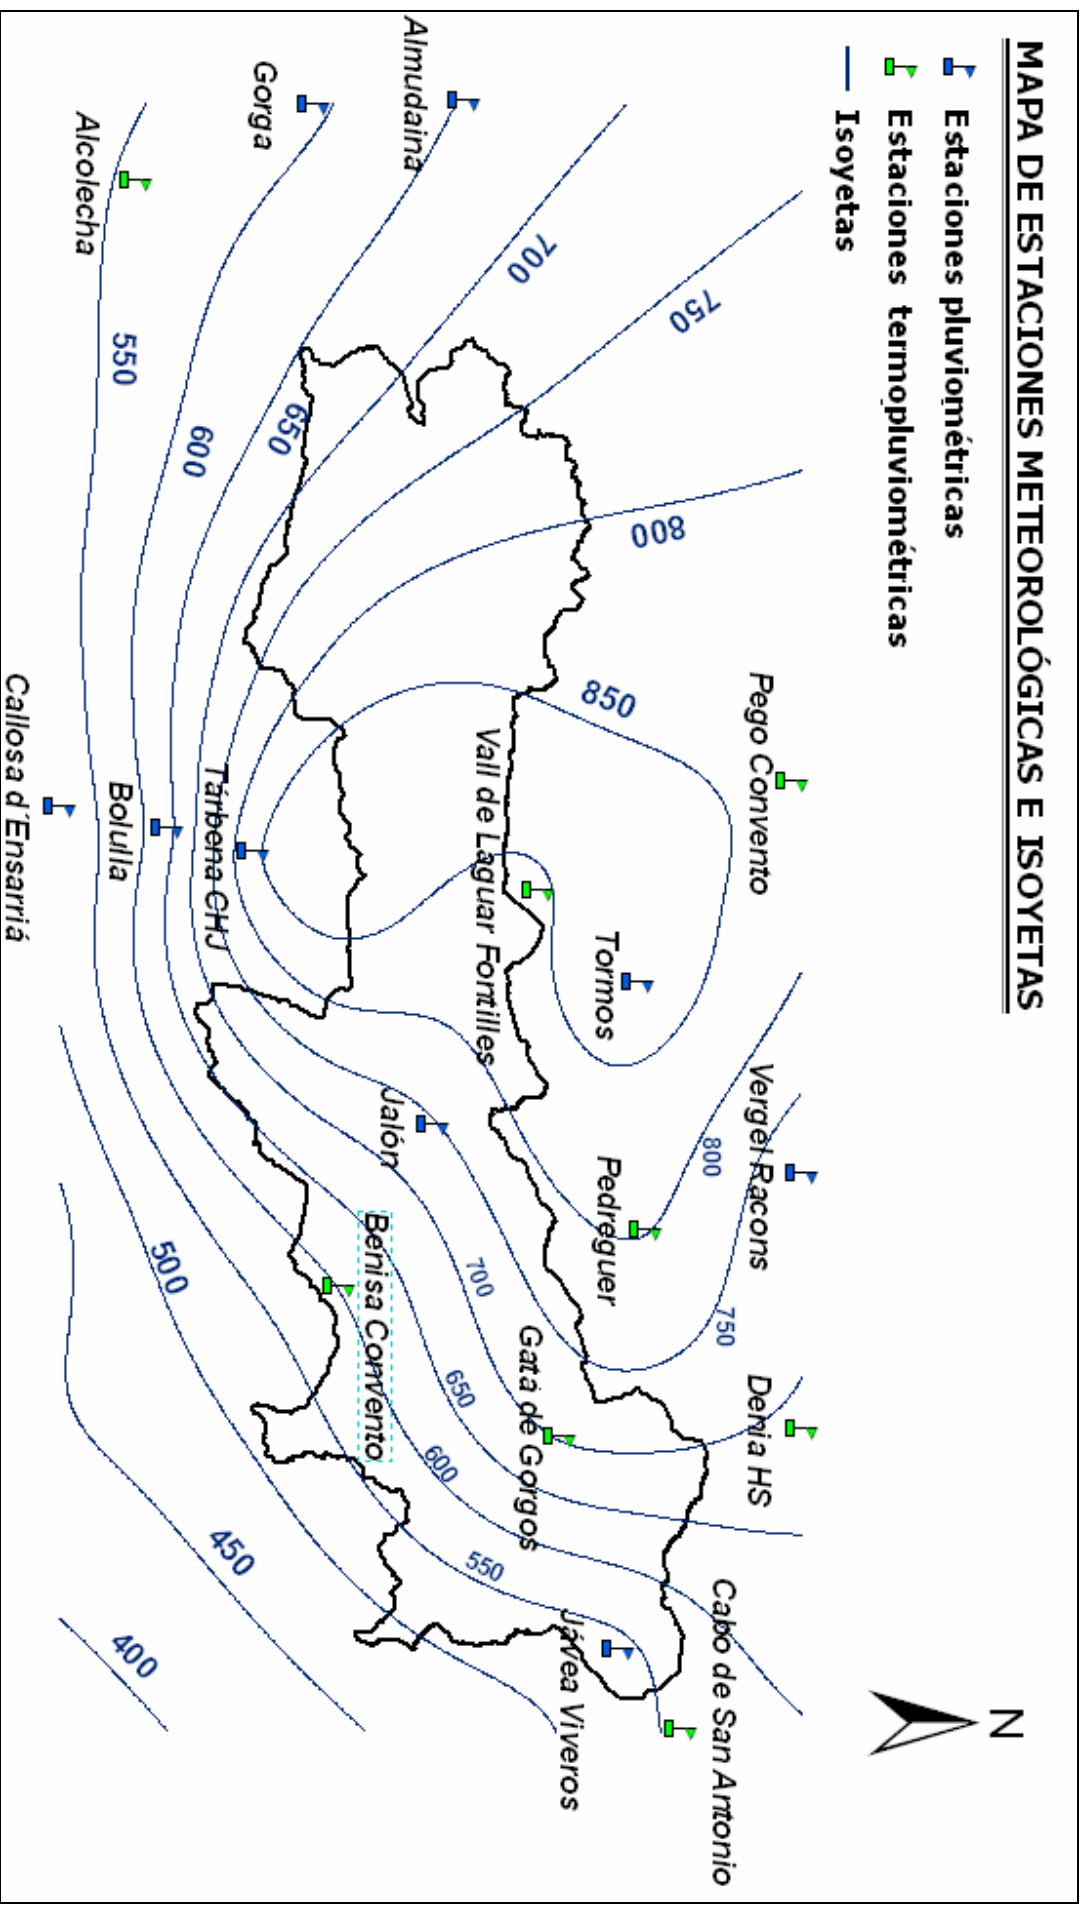 MAPA DE ESTACIONES METEOROLÓGICAS E ISOYETAS
Estaciones pluviométricas
Estaciones termopluviométricas
Isoyetas
N
Pego Convento
Vergel Racons
Denia HS
Cabo de San Antonio
750
800
800
750
850
Tormos
Pedreguer
700
Vall de Laguar Fontilles
Gata de Gorgos
Jávea Viveros
Almudaina
Jalón
700
650
600
550
Benisa Convento
Gorga
650
Tárbena CHJ
600
450
Alcolecha
550
Bolulla
500
400
Callosa d´Ensarriá